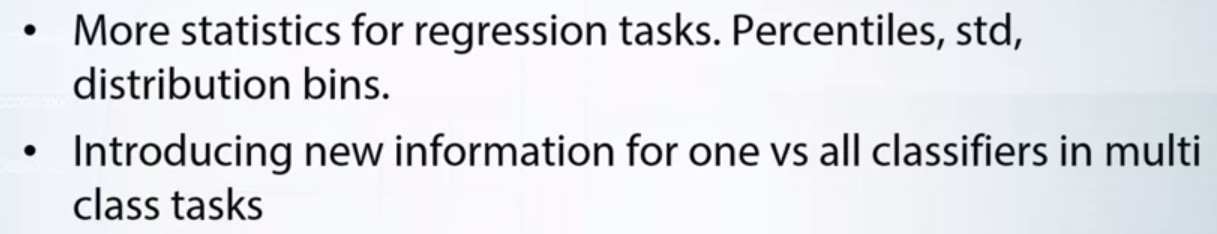 • More statistics for regression tasks. Percentiles, std,
distribution bins.
• Introducing new information for one vs all classifiers in multi
class tasks